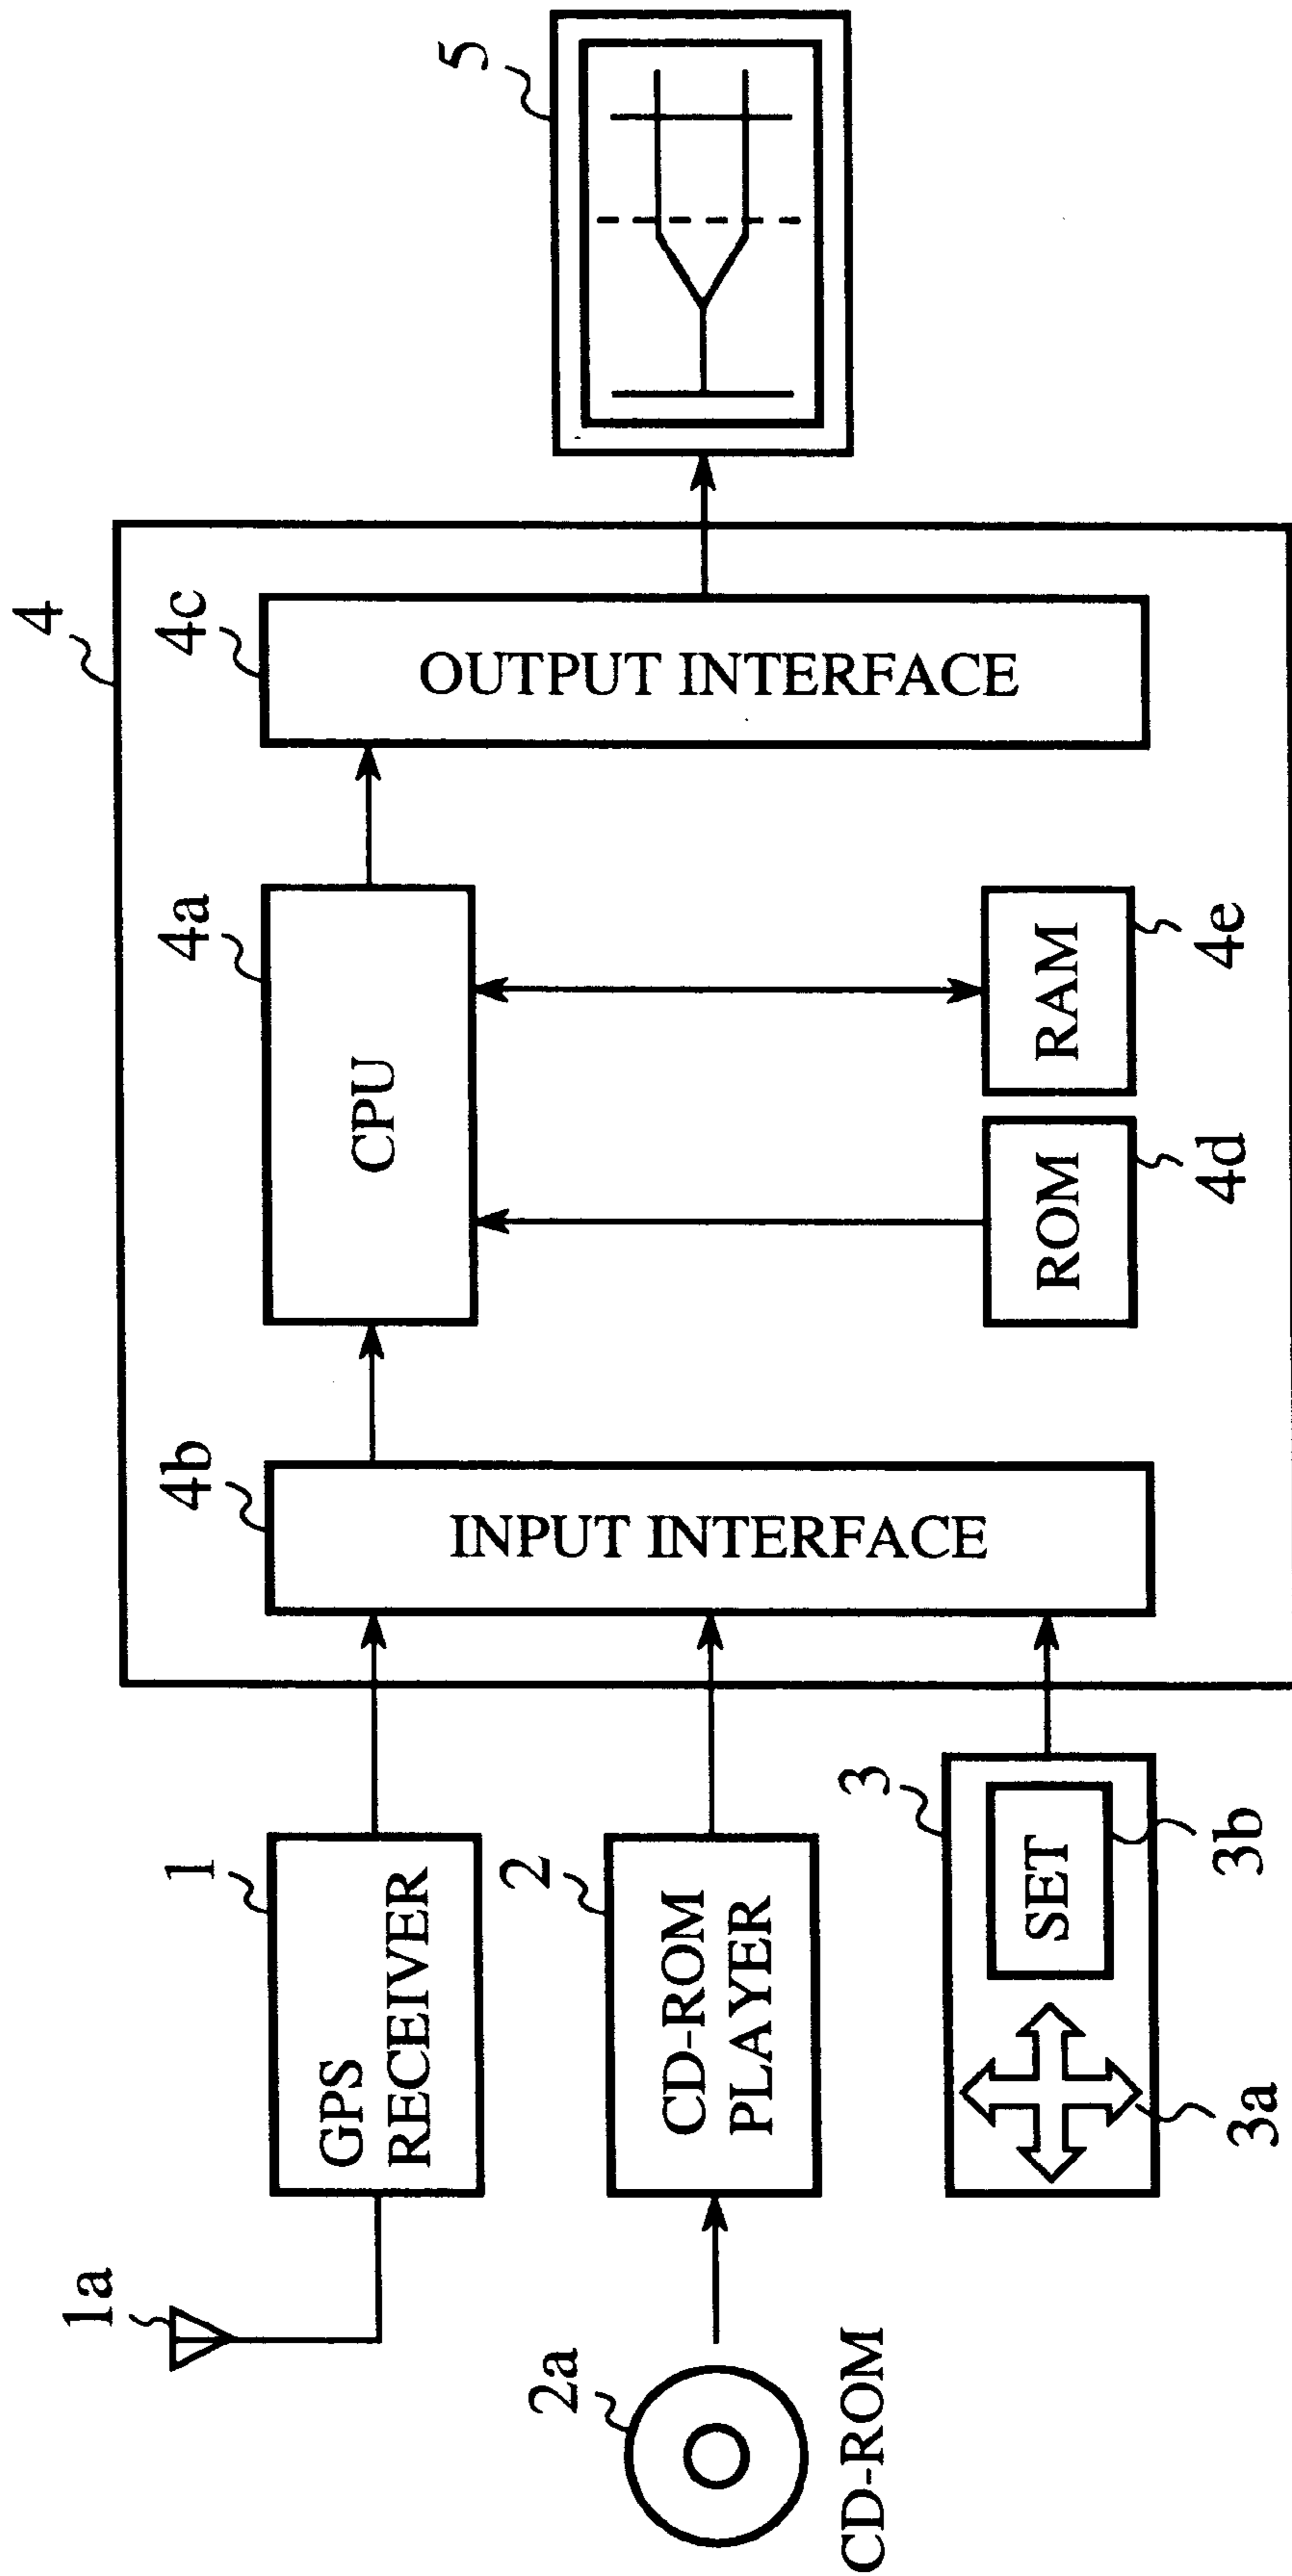 1a
1
GPS
RECEIVER
2a
CD-ROM
2
CD-ROM
PLAYER
3
SET
3a
3b
4
4b
INPUT INTERFACE
4a
CPU
ROM
4d
RAM
4e
4c
OUTPUT INTERFACE
5